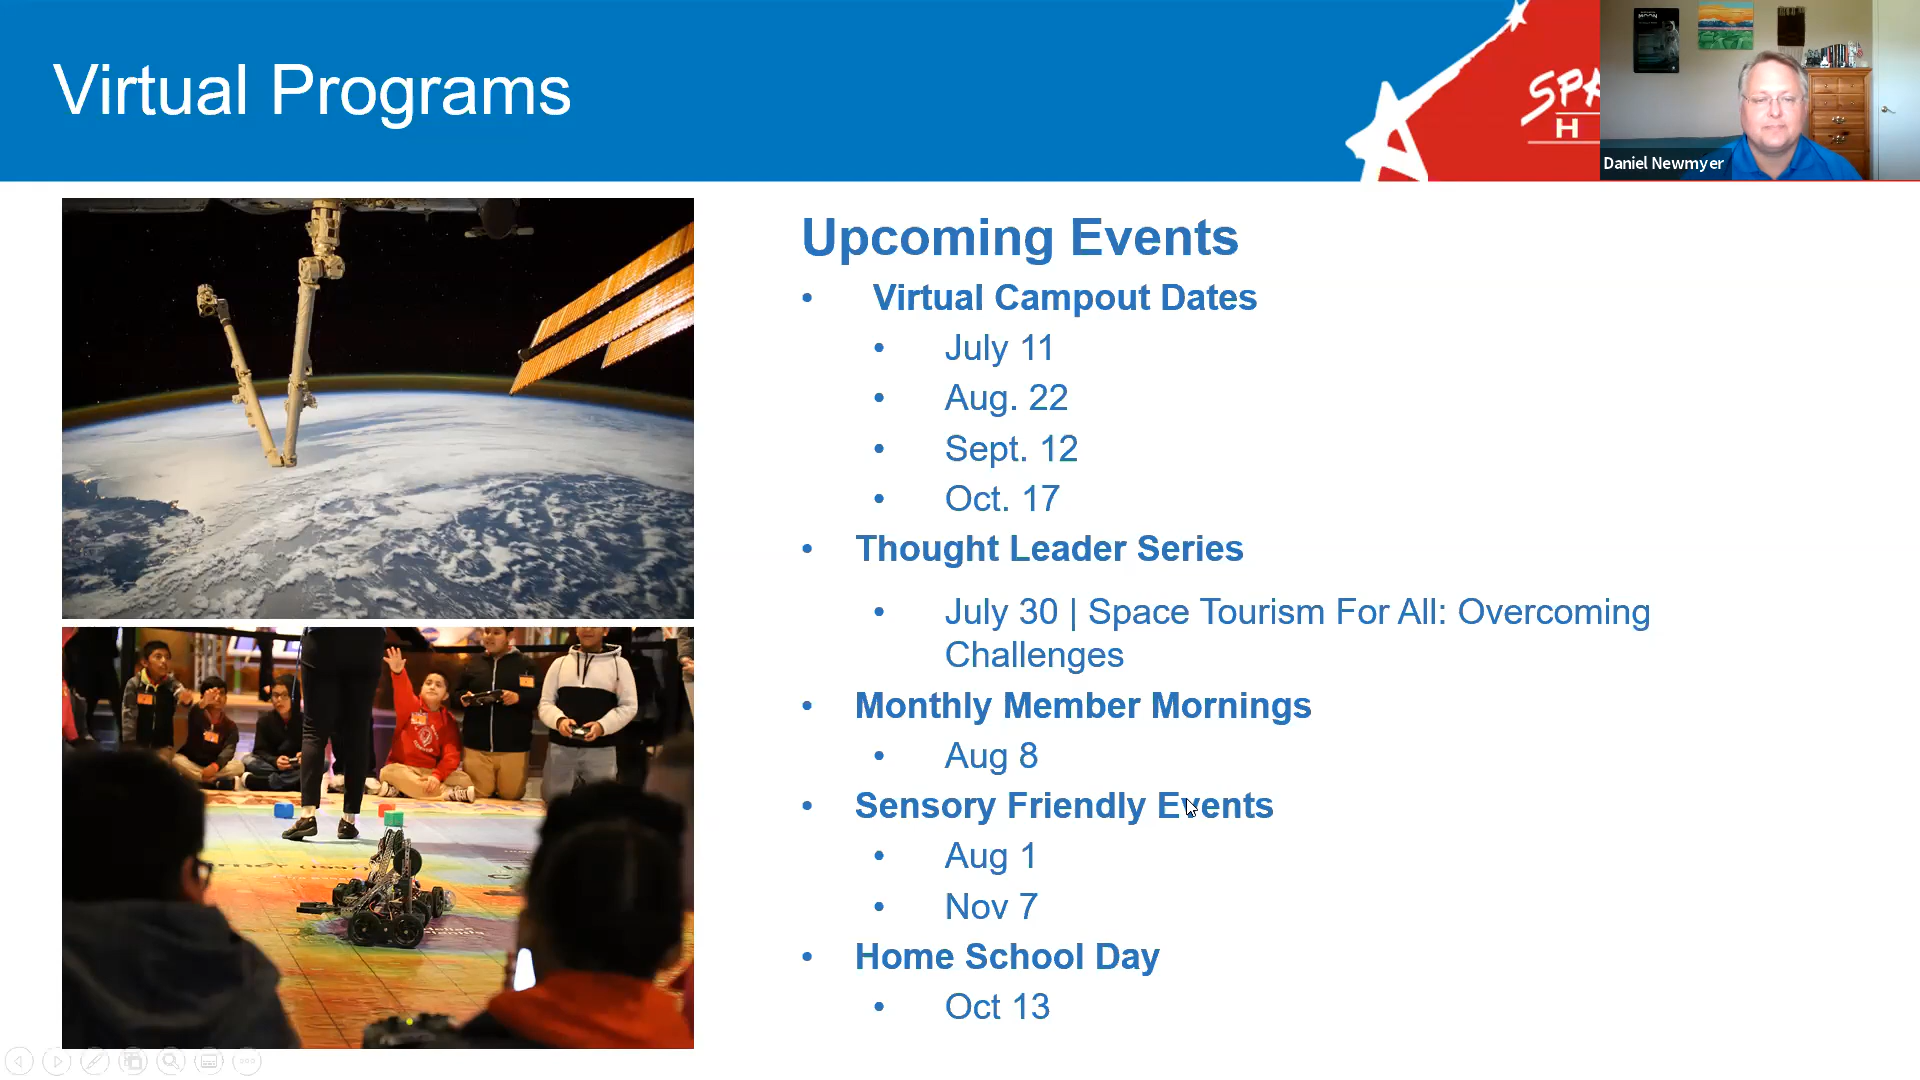 Virtual Programs
SPA
H
MOON
Daniel Newmyer
Upcoming Events
• Virtual Campout Dates
• July 11
• Aug. 22
• Sept. 12
• Oct. 17
• Thought Leader Series
• July 30 | Space Tourism For All: Overcoming
Challenges
• Monthly Member Mornings
• Aug 8
• Sensory Friendly Events
• Aug 1
• Nov 7
• Home School Day
• Oct 13